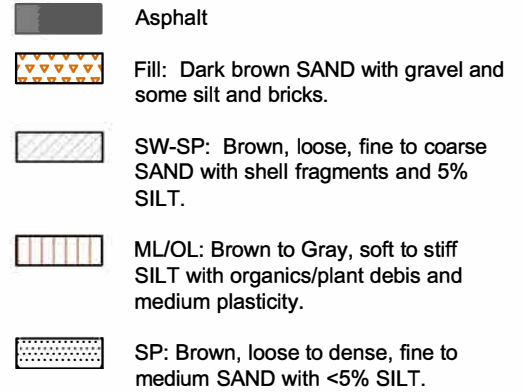 Asphalt
Fill:  Dark brown SAND with gravel and
some silt and bricks.
SW-SP:  Brown, loose, fine to coarse
SAND with shell fragments and 5%
SILT.
ML/OL: Brown to Gray, soft to stiff
SILT with organics/plant debis and
medium plasticity.
SP: Brown, loose to dense, fine to
medium SAND with <5% SILT.